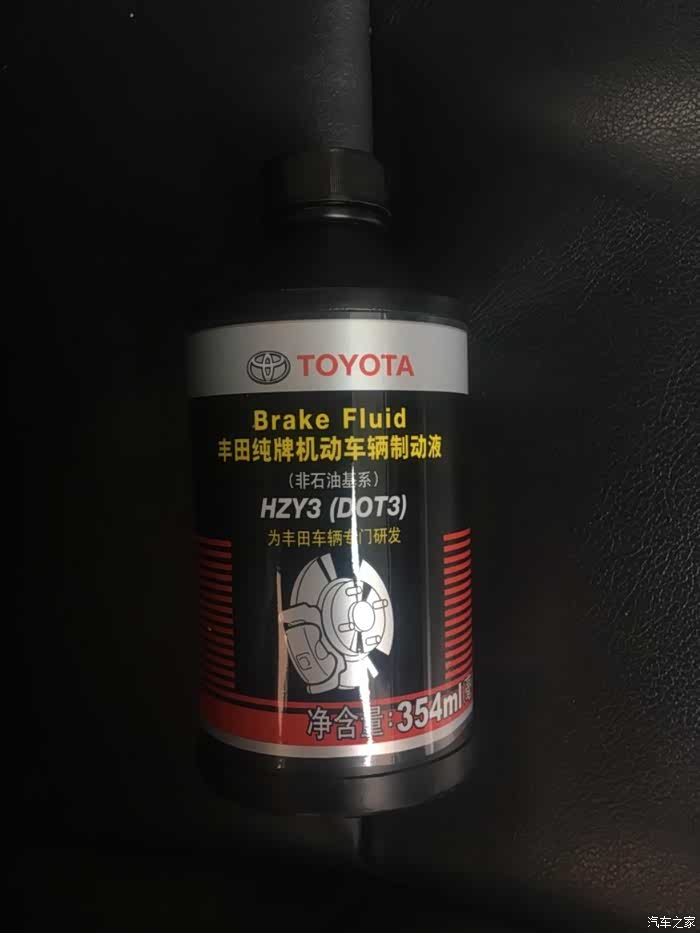 TOYOTA
Brake Fluid
丰田纯牌机动车辆制动液
(非石油基系)
HZY3 (DOT3)
为丰田车辆专门研发
净含量:354ml
汽车之家